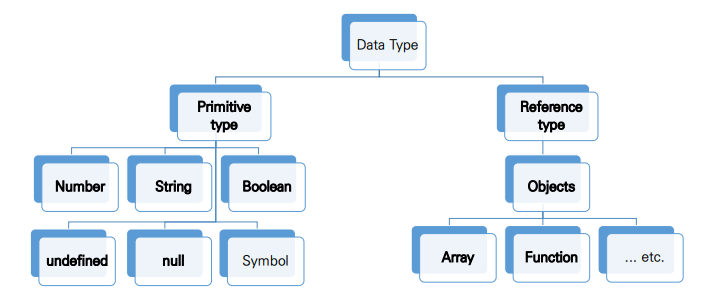 Data Type
Primitive
type
Reference
type
Number
String
Boolean
Objects
undefined
null
Symbol
Array
Function
... etc.